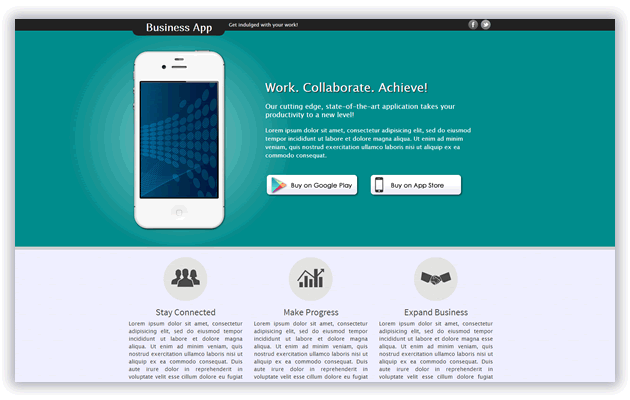 Business App
Get indulged with your work!
Work. Collaborate. Achieve!
Our cutting edge, state-of-the-art application takes your
productivity to a new level!
Lorem ipsum dolor sit amet, consectetur adipisicing elit, sed do eiusmod
tempor incididunt ut labore et dolore magna aliqua. Ut enim ad minim
veniam, quis nostrud exercitation ullamco laboris nisi ut aliquip ex ea
commodo consequat.
Buy on Google Play
Buy on App Store
Stay Connected
Lorem ipsum dolor sit amet, consectetur
adipisicing elit, sed do eiusmod tempor
incididunt ut labore et dolore magna
aliqua. Ut enim ad minim veniam, quis
nostrud exercitation ullamco laboris nisi ut
aliquip ex ea commodo consequat. Duis
aute irure dolor in reprehenderit in
voluptate velit esse cillum dolore eu fugiat
Make Progress
Lorem ipsum dolor sit amet, consectetur
adipisicing elit, sed do eiusmod tempor
incididunt ut labore et dolore magna
aliqua. Ut enim ad minim veniam, quis
nostrud exercitation ullamco laboris nisi ut
aliquip ex ea commodo consequat. Duis
aute irure dolor in reprehenderit in
voluptate velit esse cillum dolore eu fugiat
Expand Business
Lorem ipsum dolor sit amet, consectetur
adipisicing elit, sed do eiusmod tempor
incididunt ut labore et dolore magna esse
aliqua. Ut enim ad minim veniam, quis
nostrud exercitation ullamco laboris nisi ut
aliquip ex ea commodo consequat. Duis
aute irure dolor in reprehenderit in
voluptate velit esse cillum dolore eu fugiat